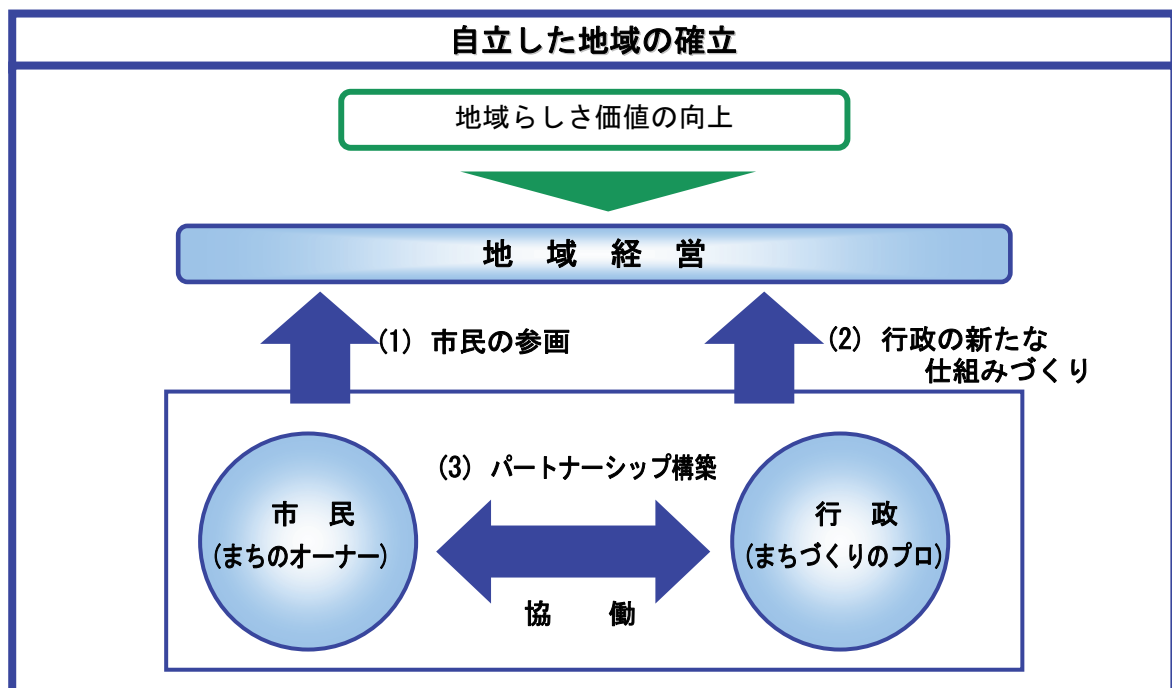 自立した地域の確立
地域らしさ価値の向上
地 域 経 営
(1) 市民の参画
(2) 行政の新たな
仕組みづくり
(3) パートナーシップ構築
市 民
(まちのオーナー)
行 政
(まちづくりのプロ)
協 働